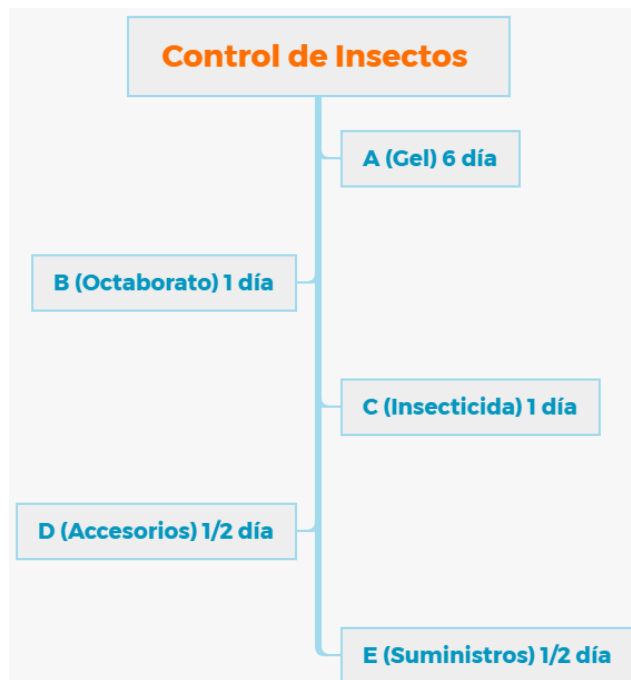 Control de Insectos
A (Gel) 6 día
B (Octaborato) 1 día
C (Insecticida) 1 día
D (Accesorios) 1/2 día
E (Suministros) 1/2 día